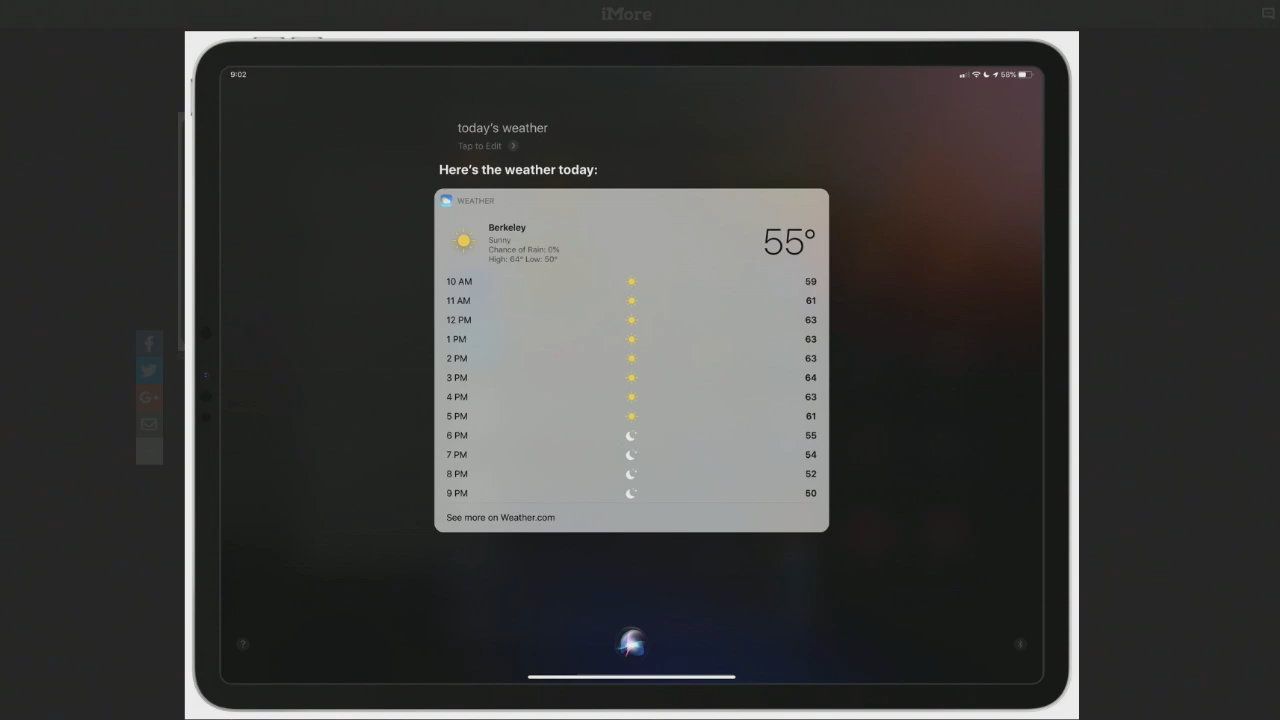 iMore
9:02
58%
today's weather
Tap to Edit
Here's the weather today:
WEATHER
Berkeley
Sunny
Chance of Rain: 0%
High: 64° Low: 50°
55°
10 AM 59
11 AM 61
12 PM 63
1 PM 63
2 PM 63
3 PM 64
4 PM 63
5 PM 61
6 PM 55
7 PM 54
8 PM 52
9 PM 50
See more on Weather.com
?
f
G+